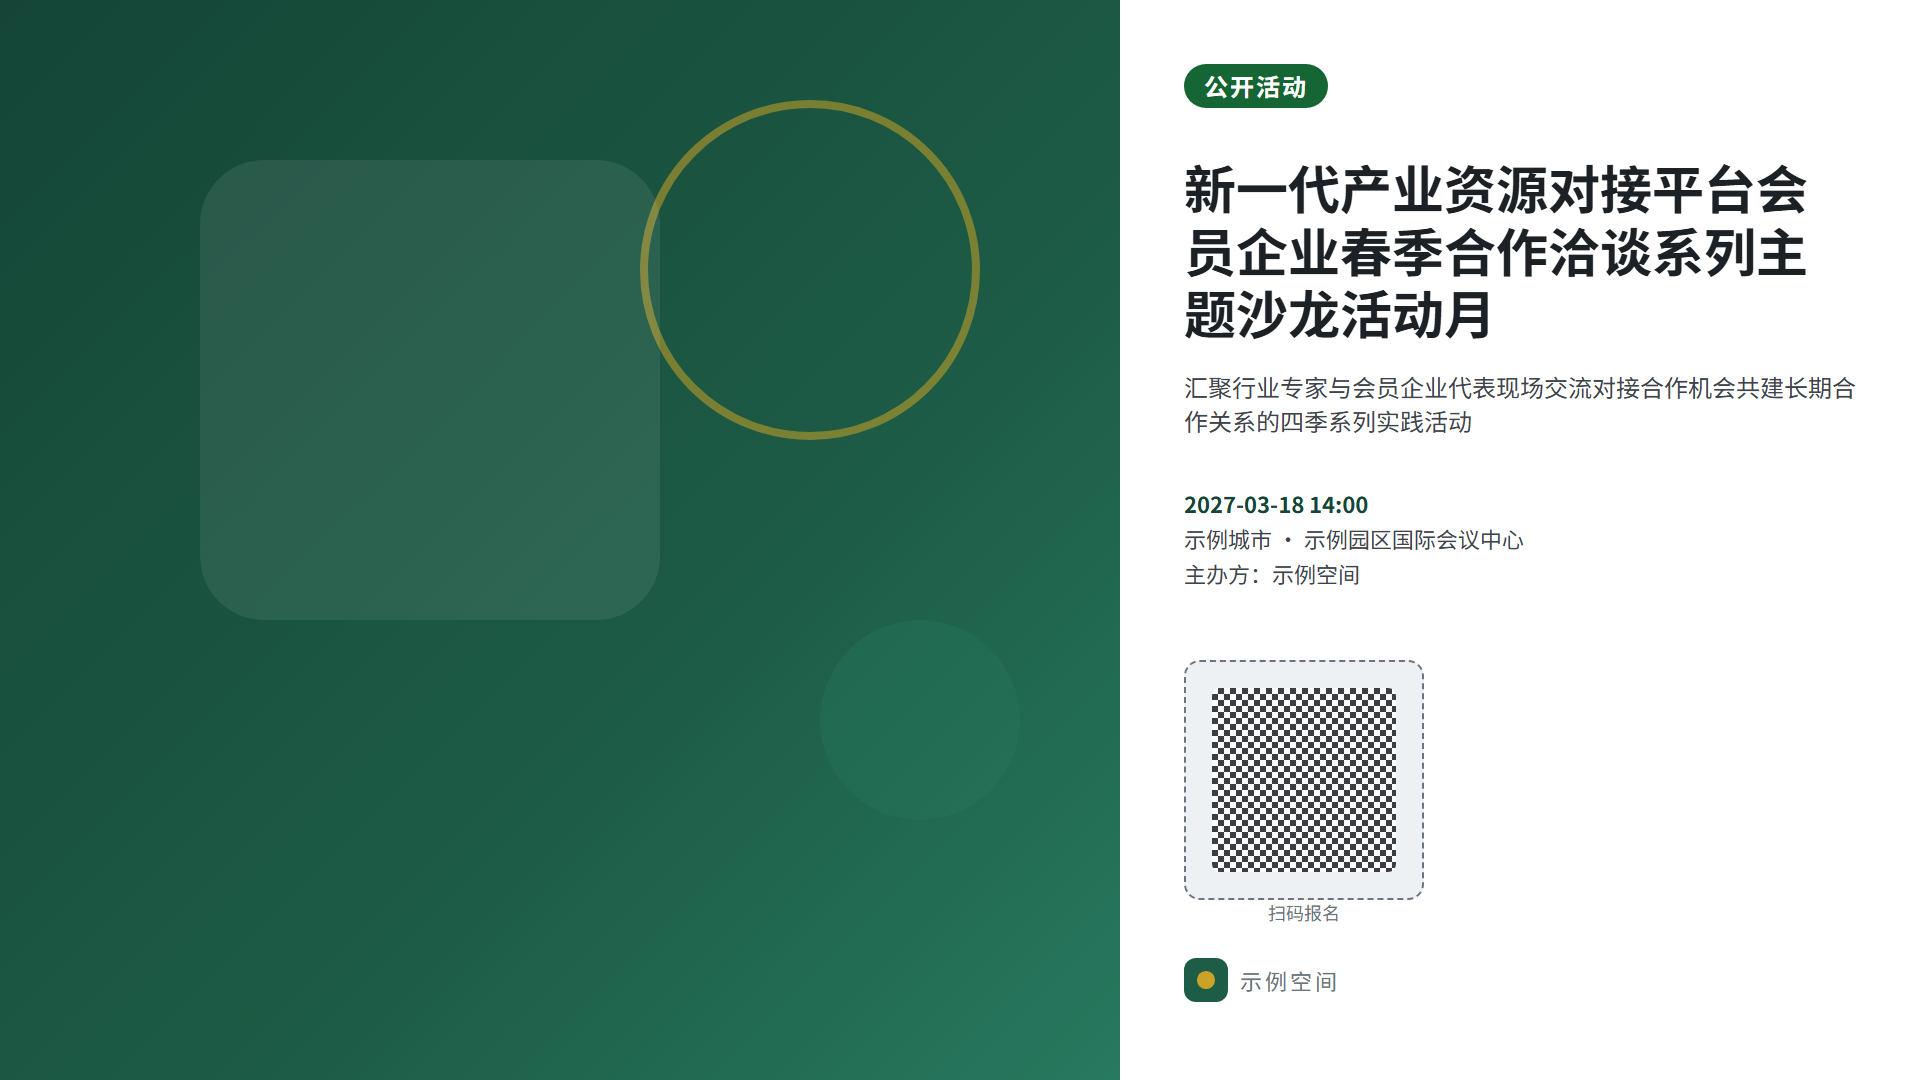 公开活动
新一代产业资源对接平台会
员企业春季合作洽谈系列主
题沙龙活动月
汇聚行业专家与会员企业代表现场交流对接合作机会共建长期合
作关系的四季系列实践活动
2027-03-18 14:00
示例城市 · 示例园区国际会议中心
主办方：示例空间
扫码报名
示例空间